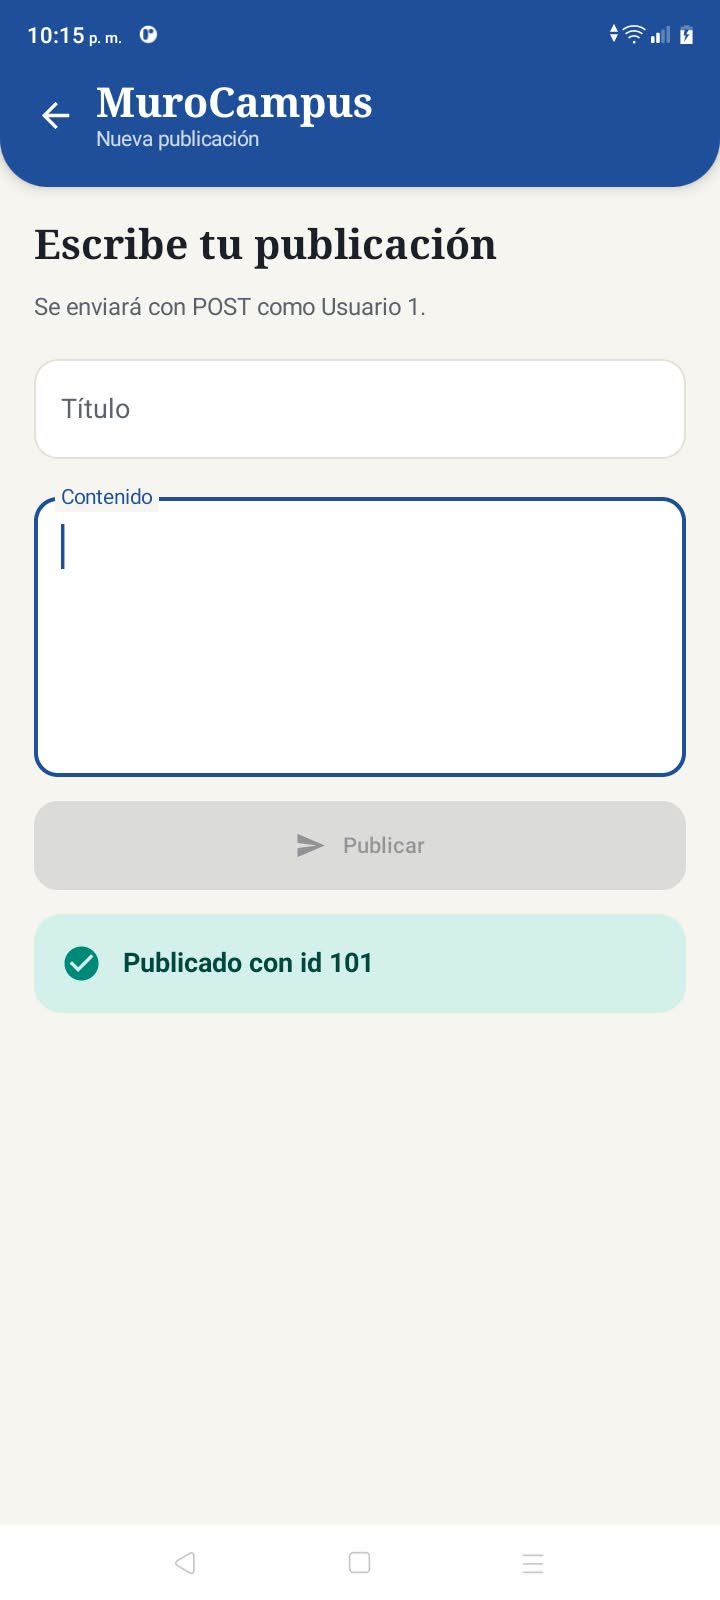 10:15 p. m.
MuroCampus
Nueva publicación
Escribe tu publicación
Se enviará con POST como Usuario 1.
Título
Contenido
Publicar
Publicado con id 101